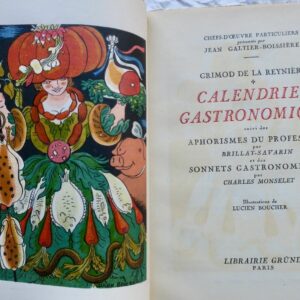 CHEFS-D'ŒUVRE PARTICULIERS
présentés par
JEAN GALTIER-BOISSIÈRE
GRIMOD DE LA REYNIÈRE
CALENDRIE
GASTRONOMIQ
suivi des
APHORISMES DU PROFES
par
BRILLAT-SAVARIN
et des
SONNETS GASTRONOMI
par
CHARLES MONSELET
Illustrations de
LUCIEN BOUCHER
LIBRAIRIE GRÜND
PARIS